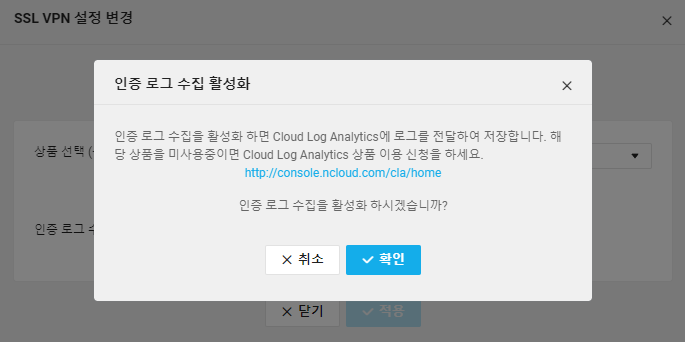 SSL VPN 설정 변경
인증 로그 수집 활성화
인증 로그 수집을 활성화 하면 Cloud Log Analytics에 로그를 전달하여 저장합니다. 해
당 상품을 미사용중이면 Cloud Log Analytics 상품 이용 신청을 하세요.
http://console.ncloud.com/cla/home
인증 로그 수집을 활성화 하시겠습니까?
취소
확인
상품 선택
인증 로그
닫기
적용